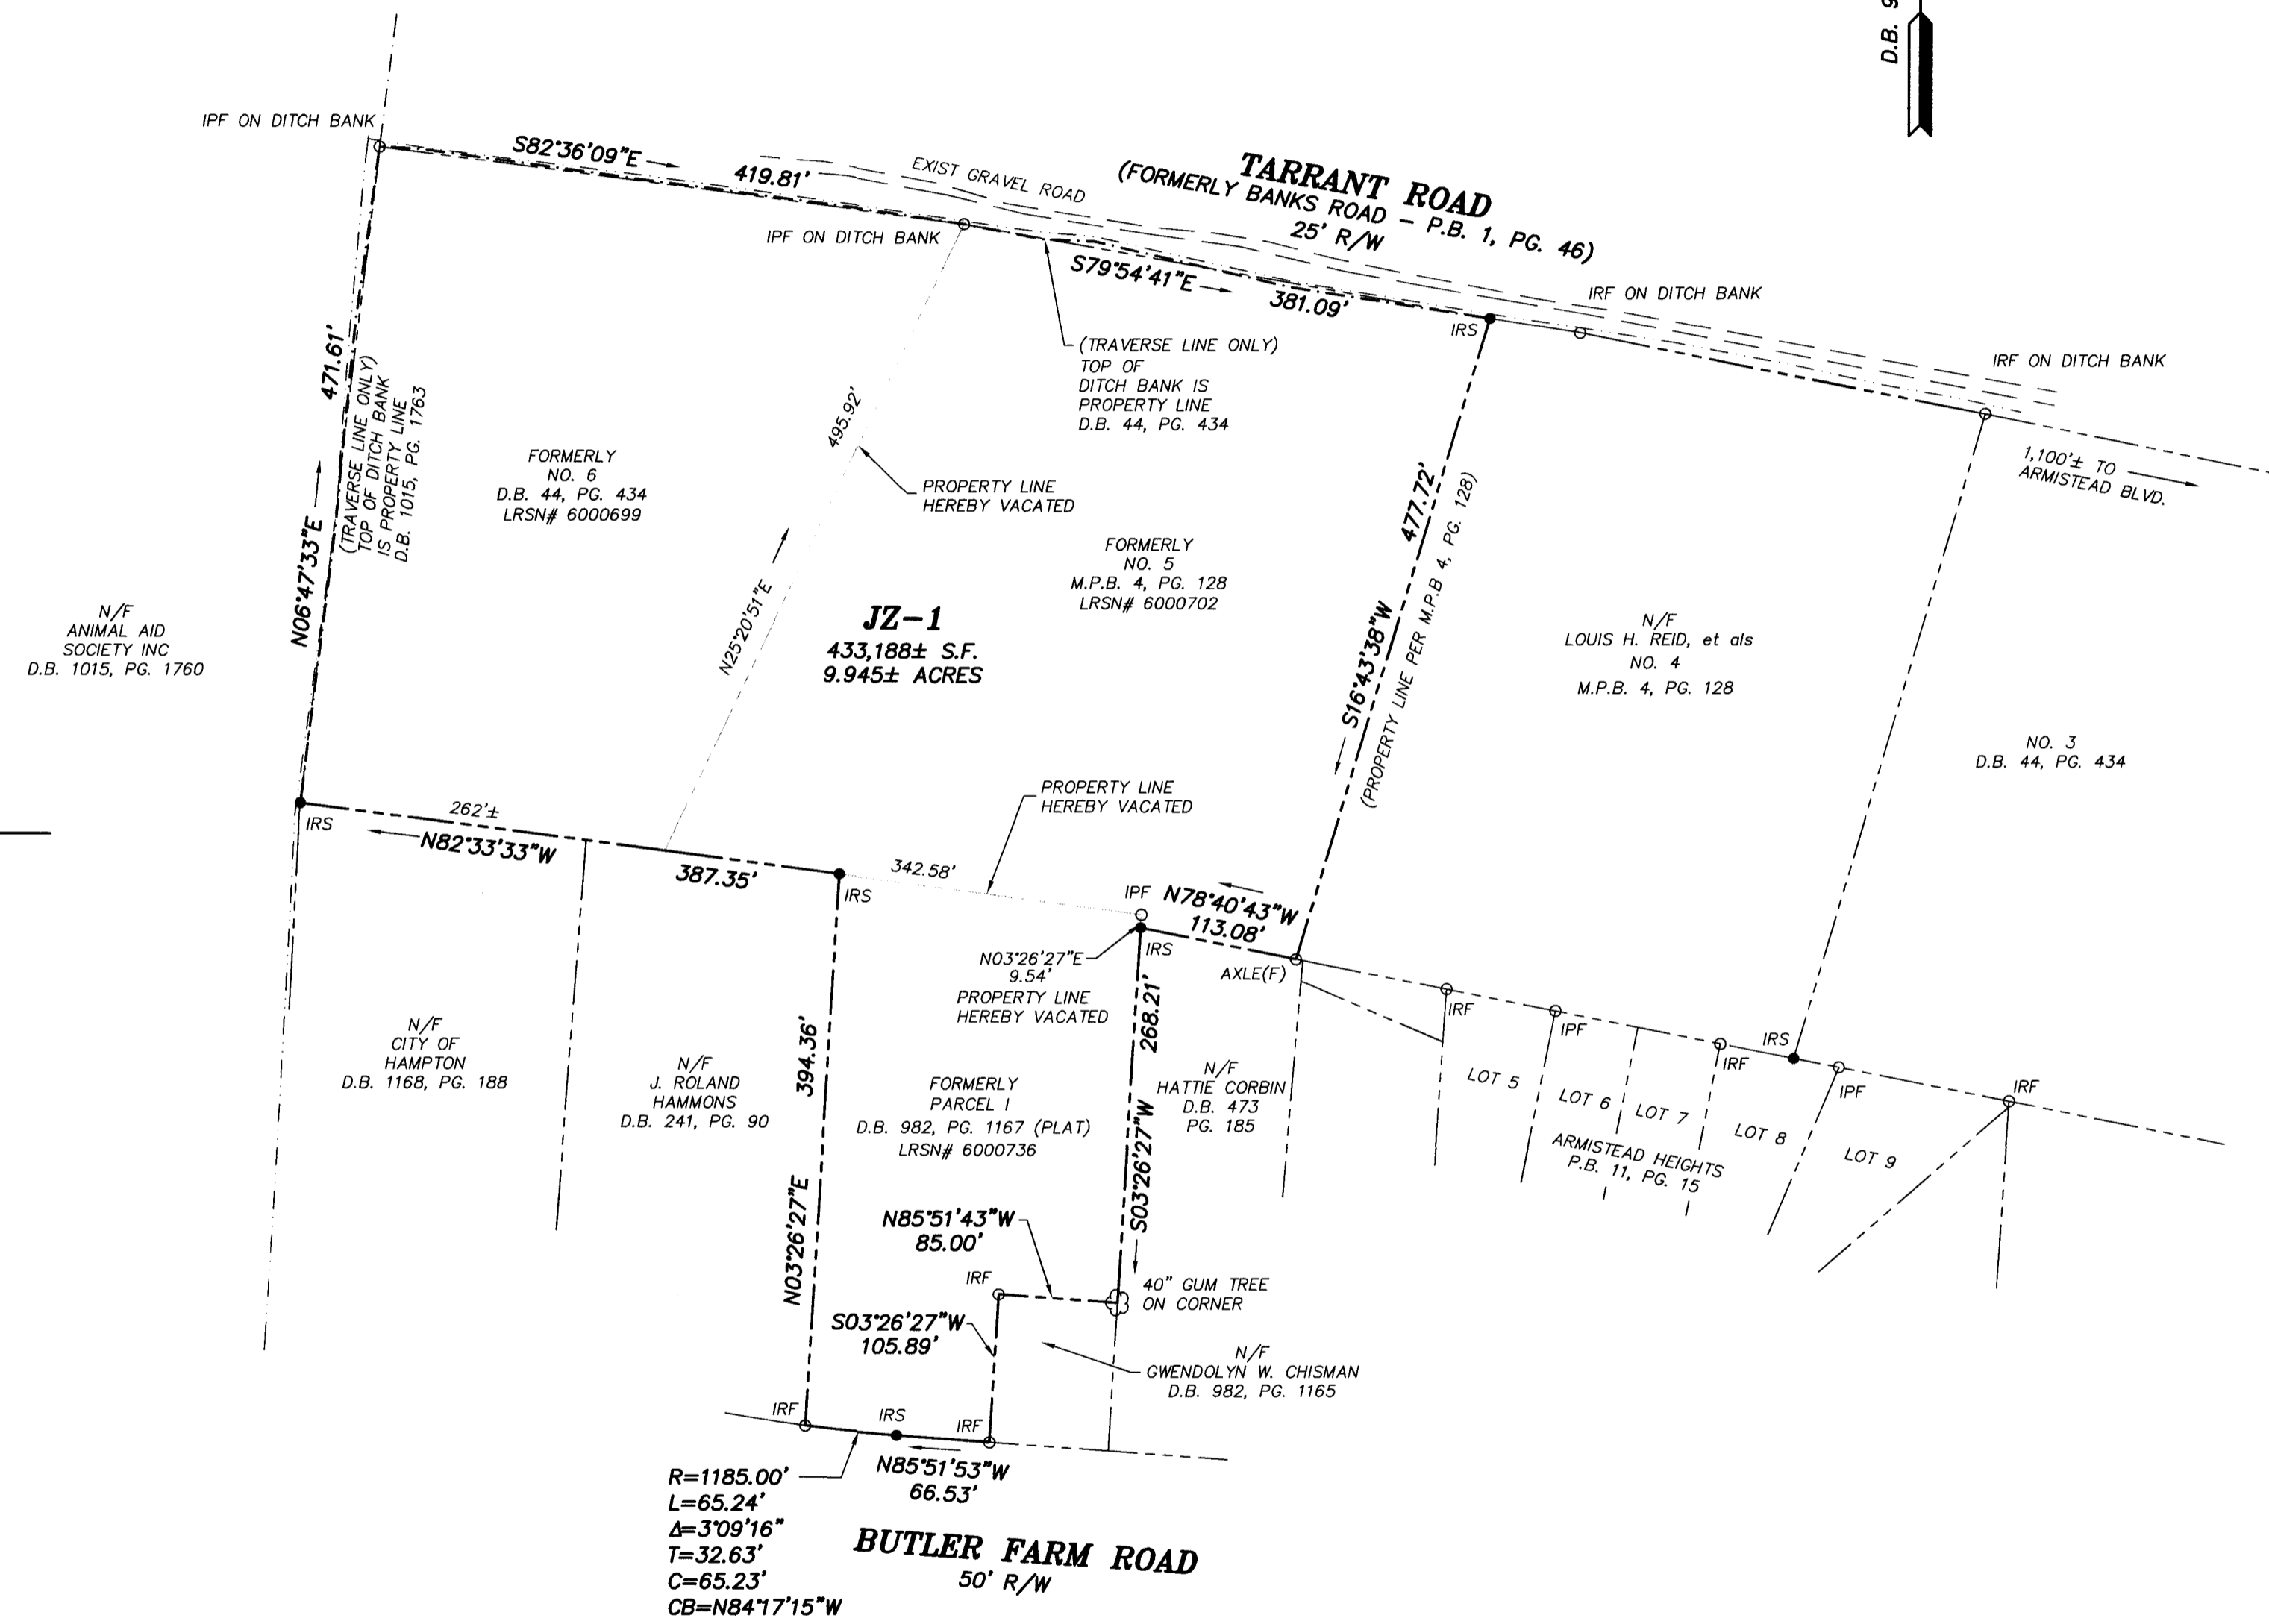 D.B. 9
IPF ON DITCH BANK
S82°36'09"E
419.81'
EXIST GRAVEL ROAD
TARRANT ROAD
(FORMERLY BANKS ROAD – P.B. 1, PG. 46)
25' R/W
IPF ON DITCH BANK
S79°54'41"E
381.09'
IRS
IRF ON DITCH BANK
IRF ON DITCH BANK
1,100'± TO
ARMISTEAD BLVD.
(TRAVERSE LINE ONLY)
TOP OF
DITCH BANK IS
PROPERTY LINE
D.B. 44, PG. 434
471.61'
N06°47'33"E
(TRAVERSE LINE ONLY)
TOP OF DITCH BANK
IS PROPERTY LINE
D.B. 1015, PG. 1763
495.92'
N25°20'51"E
FORMERLY
NO. 6
D.B. 44, PG. 434
LRSN# 6000699
PROPERTY LINE
HEREBY VACATED
FORMERLY
NO. 5
M.P.B. 4, PG. 128
LRSN# 6000702
477.72'
S16°43'38"W
(PROPERTY LINE PER M.P.B 4, PG. 128)
N/F
ANIMAL AID
SOCIETY INC
D.B. 1015, PG. 1760
JZ–1
433,188± S.F.
9.945± ACRES
N/F
LOUIS H. REID, et als
NO. 4
M.P.B. 4, PG. 128
NO. 3
D.B. 44, PG. 434
PROPERTY LINE
HEREBY VACATED
262'±
IRS
N82°33'33"W
387.35'
342.58'
IRS
IPF
N78°40'43"W
113.08'
IRS
AXLE(F)
N03°26'27"E
9.54'
PROPERTY LINE
HEREBY VACATED
268.21'
S03°26'27"W
394.36'
N03°26'27"E
N/F
CITY OF
HAMPTON
D.B. 1168, PG. 188
N/F
J. ROLAND
HAMMONS
D.B. 241, PG. 90
FORMERLY
PARCEL I
D.B. 982, PG. 1167 (PLAT)
LRSN# 6000736
N/F
HATTIE CORBIN
D.B. 473
PG. 185
IRF
IPF
IRF
IRS
IPF
IRF
LOT 5
LOT 6
LOT 7
LOT 8
LOT 9
ARMISTEAD HEIGHTS
P.B. 11, PG. 15
N85°51'43"W
85.00'
IRF
40" GUM TREE
ON CORNER
S03°26'27"W
105.89'
N/F
GWENDOLYN W. CHISMAN
D.B. 982, PG. 1165
IRF
IRS
IRF
N85°51'53"W
66.53'
R=1185.00'
L=65.24'
Δ=3°09'16"
T=32.63'
C=65.23'
CB=N84°17'15"W
BUTLER FARM ROAD
50' R/W